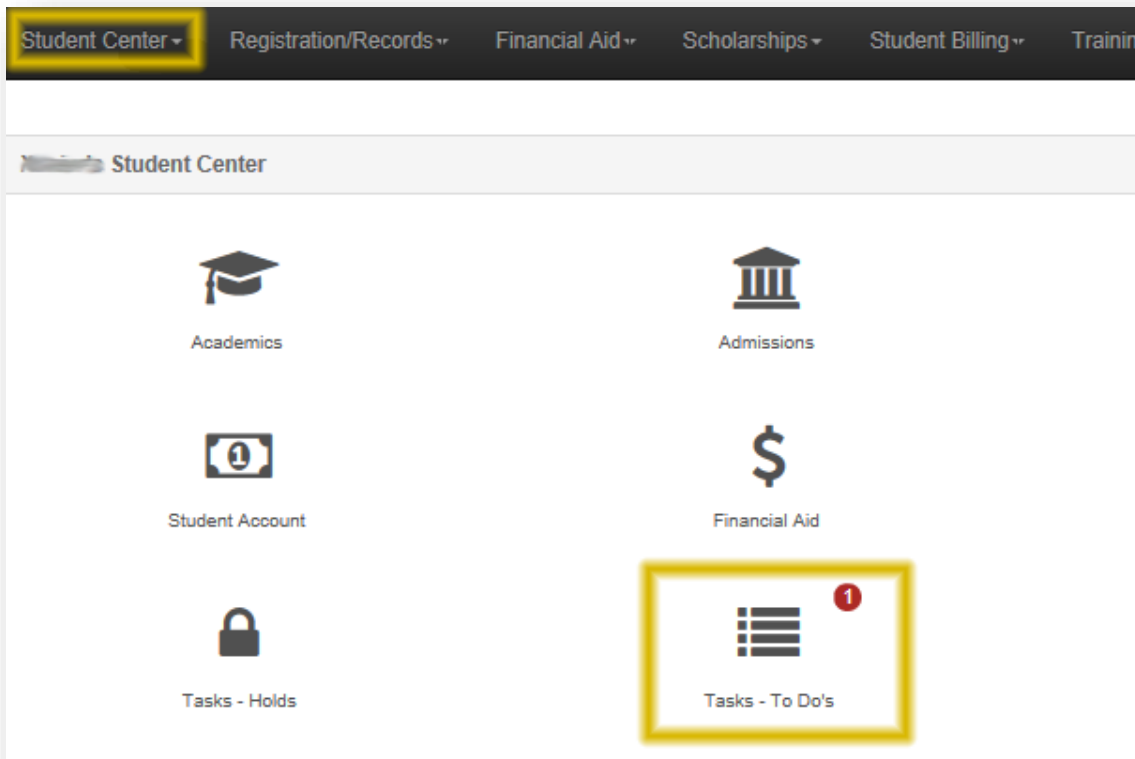 Student Center Registration/Records Financial Aid Scholarships Student Billing
Student Center
Academics Admissions
1
Student Account Financial Aid
1
Tasks - Holds Tasks - To Do's